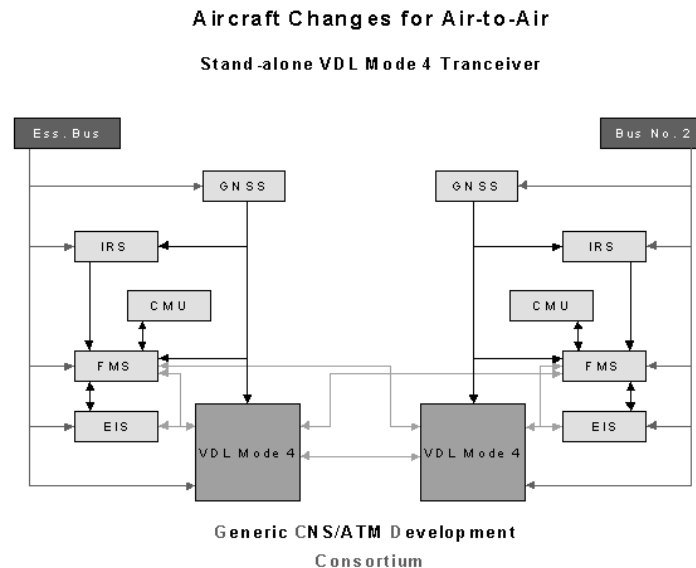 Aircraft Changes for Air-to-Air
Stand-alone VDL Mode 4 Tranceiver
Ess. Bus
Bus No. 2
GNSS
GNSS
IRS
IRS
CMU
CMU
FMS
FMS
EIS
EIS
VDL Mode 4
VDL Mode 4
Generic CNS/ATM Development
Consortium